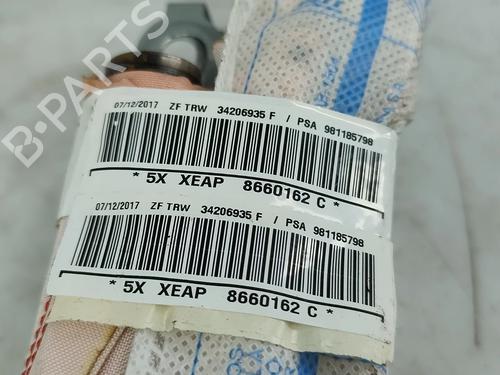 B-PARTS
07/12/2017 ZF TRW 34206935 F / PSA 981185798
* 5X XEAP 8660162 C *
07/12/2017 ZF TRW 34206935 F / PSA 981185798
* 5X XEAP 8660162 C *